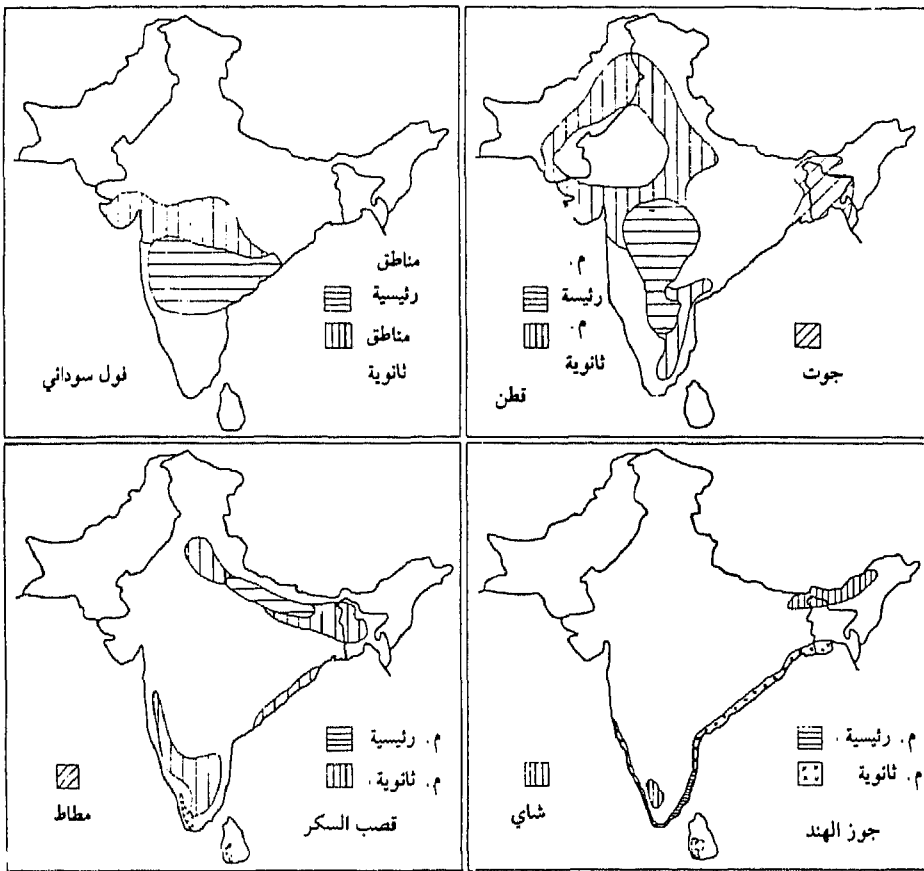 مناطق
رئيسية
مناطق
ثانوية
فول سوداني
م.
رئيسة
م.
ثانوية
قطن
جوت
م. رئيسية
م. ثانوية
قصب السكر
مطاط
م. رئيسية
م. ثانوية
جوز الهند
شاي